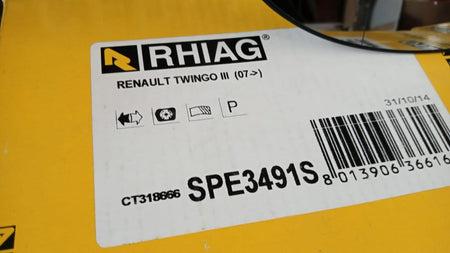 RHIAG®
RENAULT TWINGO III (07->)
P
31/10/14
CT318666 SPE3491S
8 013906 36616